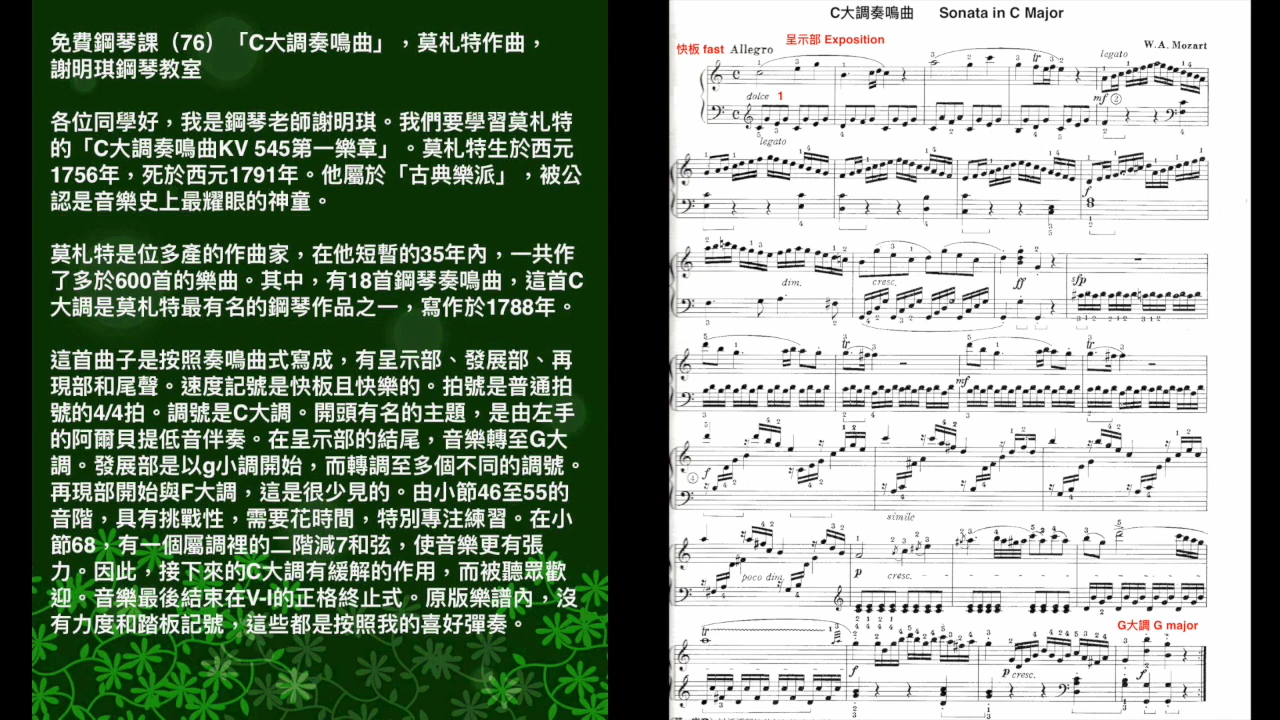 免費鋼琴課（76）「C大調奏鳴曲」，莫札特作曲，
謝明琪鋼琴教室
各位同學好，我是鋼琴老師謝明琪。我們要學習莫札特
的「C大調奏鳴曲KV 545第一樂章」。莫札特生於西元
1756年，死於西元1791年。他屬於「古典樂派」，被公
認是音樂史上最耀眼的神童。
莫札特是位多產的作曲家，在他短暫的35年內，一共作
了多於600首的樂曲。其中，有18首鋼琴奏鳴曲，這首C
大調是莫札特最有名的鋼琴作品之一，寫作於1788年。
這首曲子是按照奏鳴曲式寫成，有呈示部、發展部、再
現部和尾聲。速度記號是快板且快樂的。拍號是普通拍
號的4/4拍。調號是C大調。開頭有名的主題，是由左手
的阿爾貝提低音伴奏。在呈示部的結尾，音樂轉至G大
調。發展部是以g小調開始，而轉調至多個不同的調號。
再現部開始與F大調，這是很少見的。由小節46至55的
音階，具有挑戰性，需要花時間，特別專注練習。在小
節68，有一個屬調裡的二個減7和弦，使音樂更有張
力。因此，接下來的C大調有緩解的作用，而被聽眾歡
迎。音樂最後結束在V-I的正格終止式。原版樂譜內，沒
有力度和踏板記號，這些都是按照我的喜好彈奏。
C大調奏鳴曲 Sonata in C Major
呈示部 Exposition
快板 fast Allegro
W. A. Mozart
legato
dolce 1
mf ②
legato
f
dim. cresc. ff fp
tr tr
mf
④ f
simile
poco dim. p cresc.
G大調 G major
tr
f p cresc. f